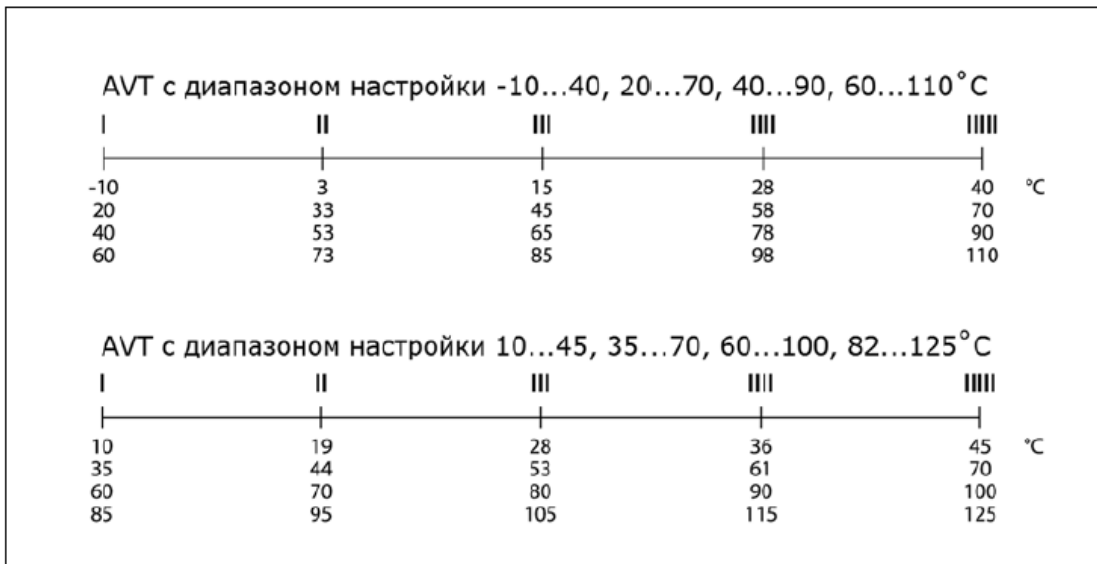 AVT с диапазоном настройки -10...40, 20...70, 40...90, 60...110°C
I II III IIII IIIII
-10 3 15 28 40 °C
20 33 45 58 70
40 53 65 78 90
60 73 85 98 110
AVT с диапазоном настройки 10...45, 35...70, 60...100, 82...125°C
I II III IIII IIIII
10 19 28 36 45 °C
35 44 53 61 70
60 70 80 90 100
85 95 105 115 125